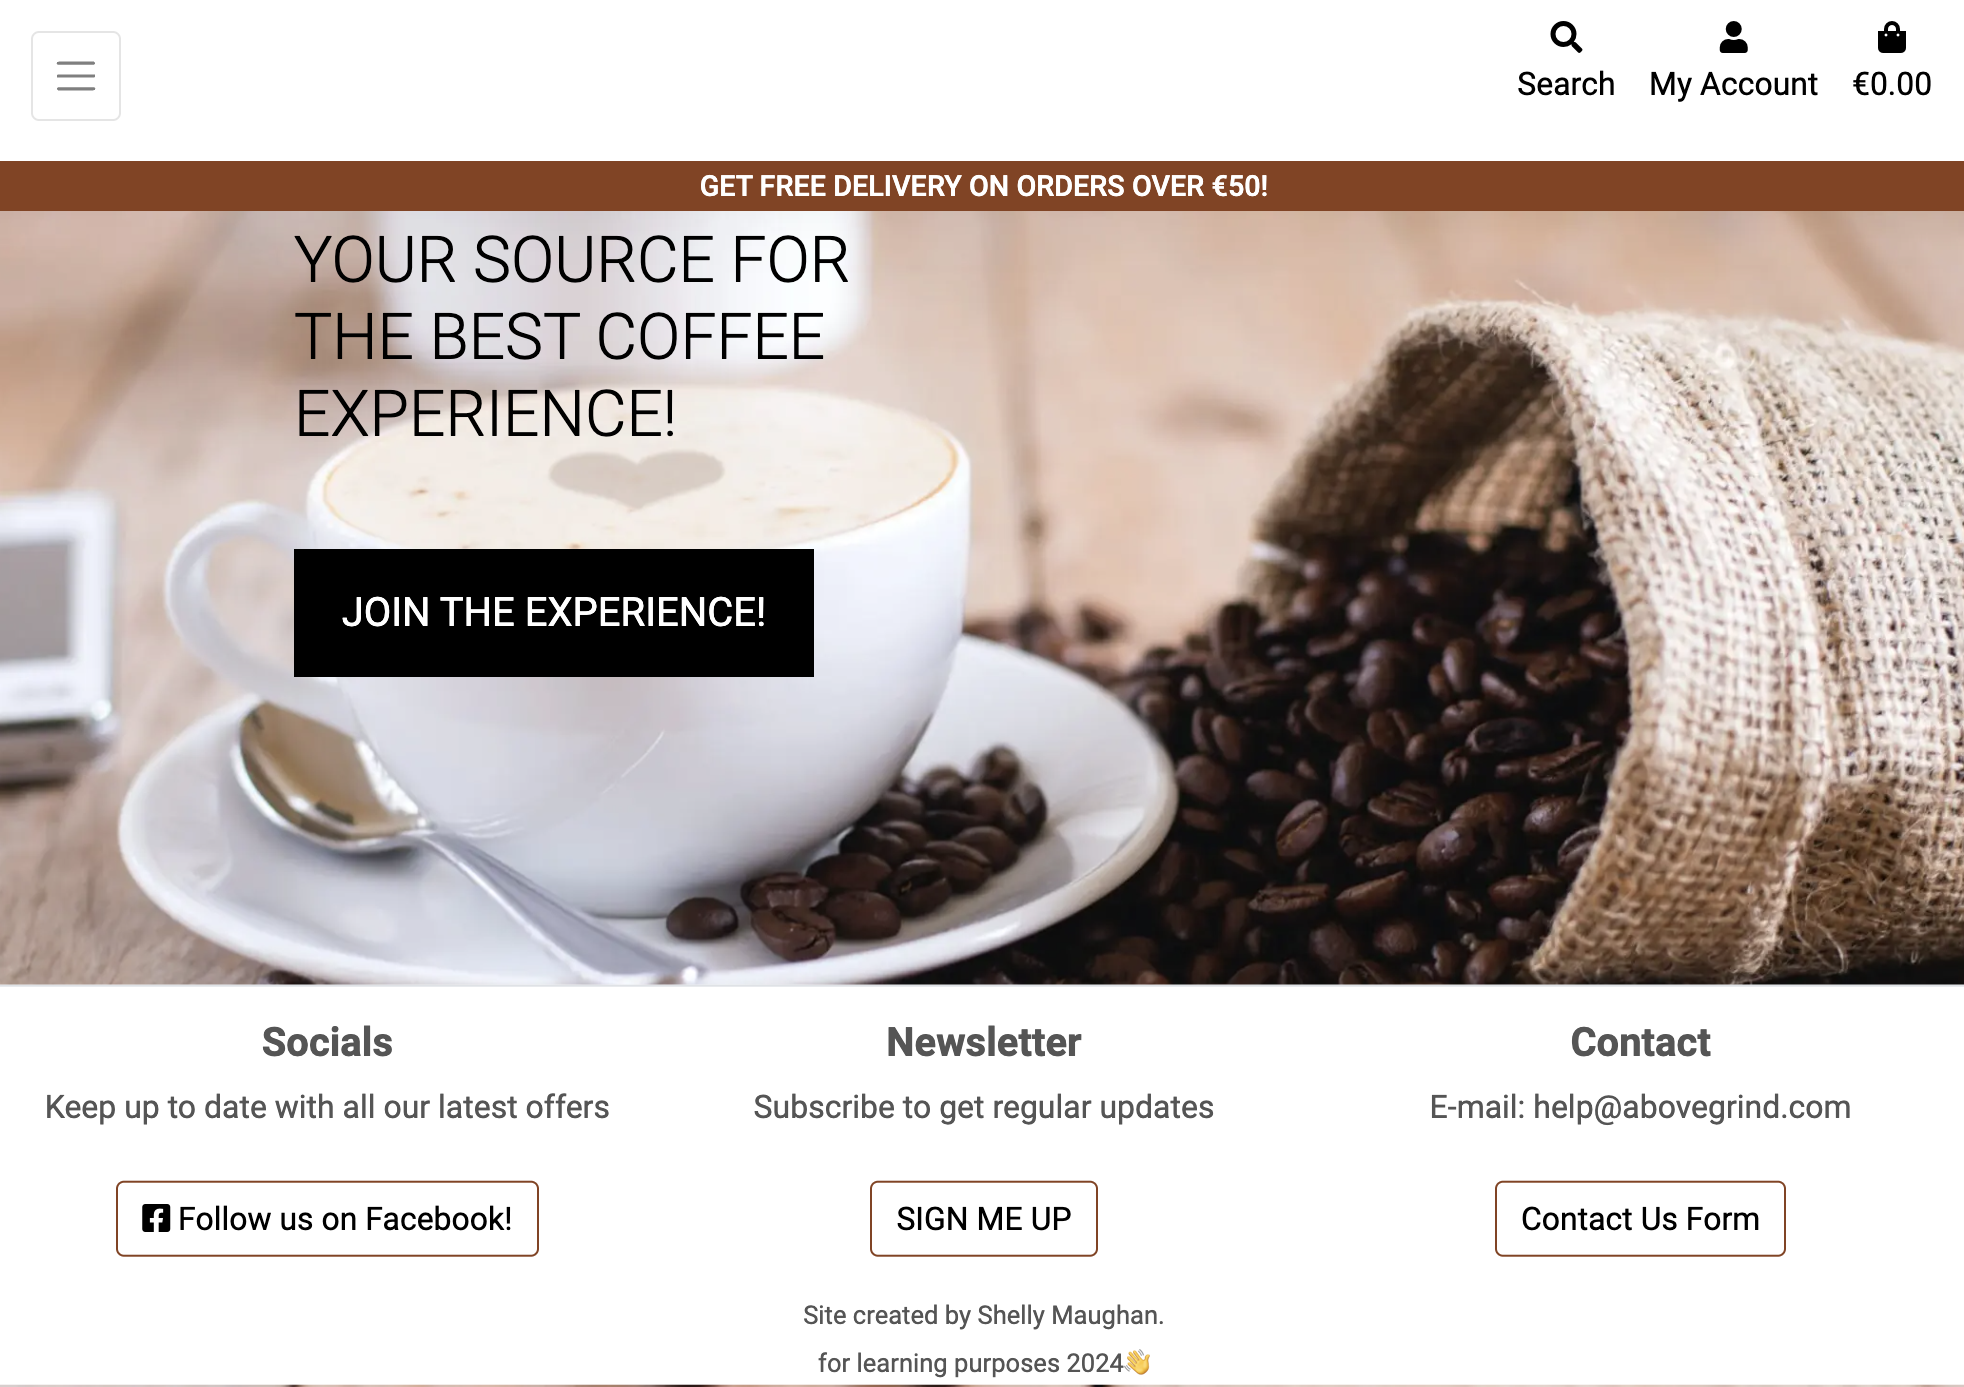 Search
My Account
€0.00
GET FREE DELIVERY ON ORDERS OVER €50!
YOUR SOURCE FOR
THE BEST COFFEE
EXPERIENCE!
JOIN THE EXPERIENCE!
Socials
Keep up to date with all our latest offers
Follow us on Facebook!
Newsletter
Subscribe to get regular updates
SIGN ME UP
Contact
E-mail: help@abovegrind.com
Contact Us Form
Site created by Shelly Maughan.
for learning purposes 2024👋